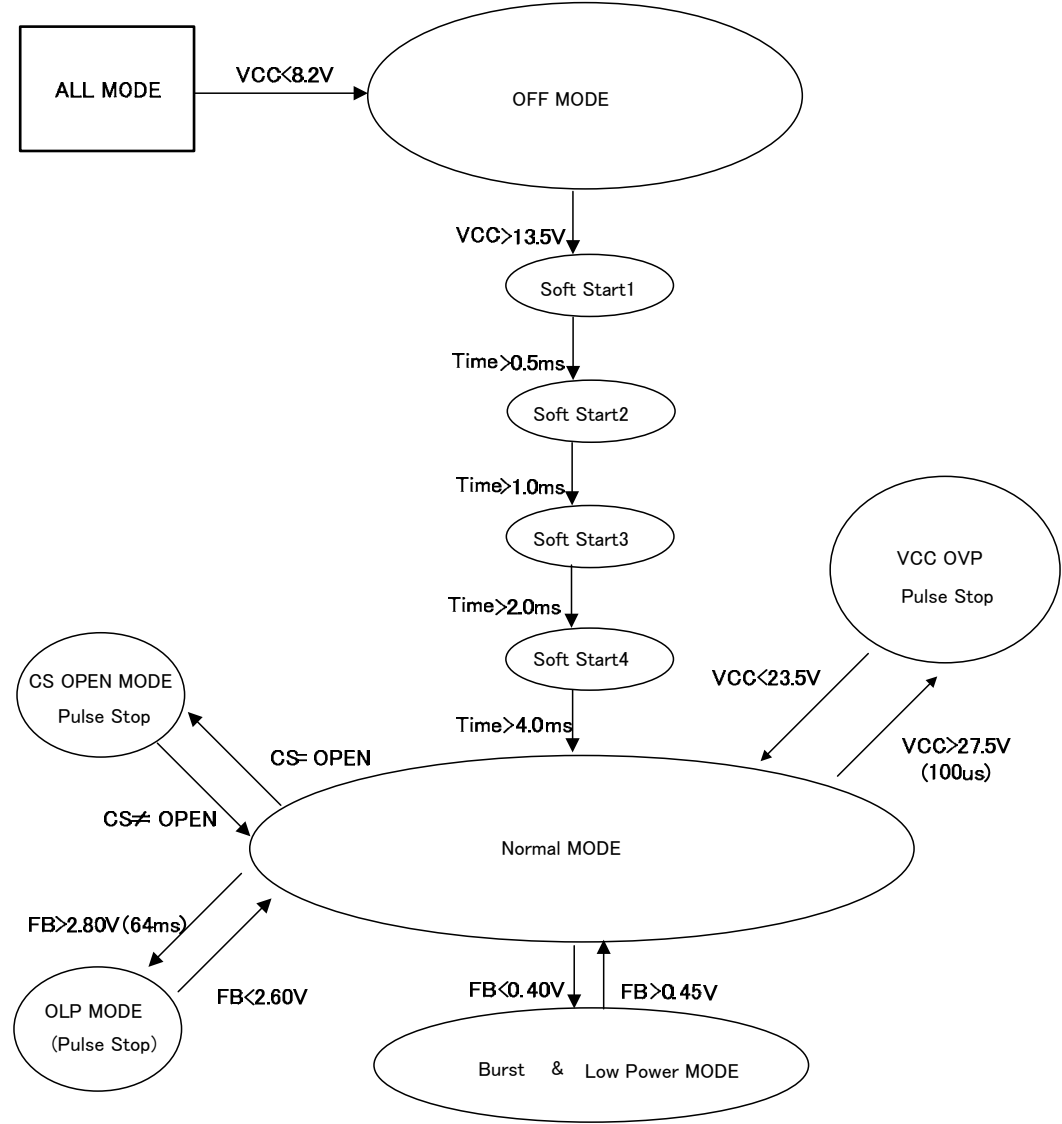 ALL MODE
VCC<8.2V
OFF MODE
VCC>13.5V
Soft Start1
Time>0.5ms
Soft Start2
Time>1.0ms
Soft Start3
Time>2.0ms
Soft Start4
Time>4.0ms
VCC OVP
Pulse Stop
VCC<23.5V
VCC>27.5V
(100us)
CS OPEN MODE
Pulse Stop
CS= OPEN
CS≠ OPEN
Normal MODE
FB>2.80V(64ms)
FB<2.60V
OLP MODE
(Pulse Stop)
FB<0.40V
FB>0.45V
Burst & Low Power MODE